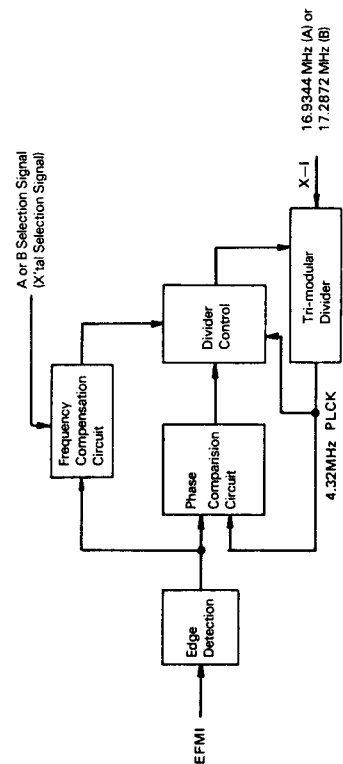 A or B Selection Signal
(X'tal Selection Signal)
Frequency
Compensation
Circuit
EFMI
Edge
Detection
Phase
Comparision
Circuit
Divider
Control
4.32MHz PLCK
Tri-modular
Divider
X–I
16.9344 MHz (A) or
17.2872 MHz (B)